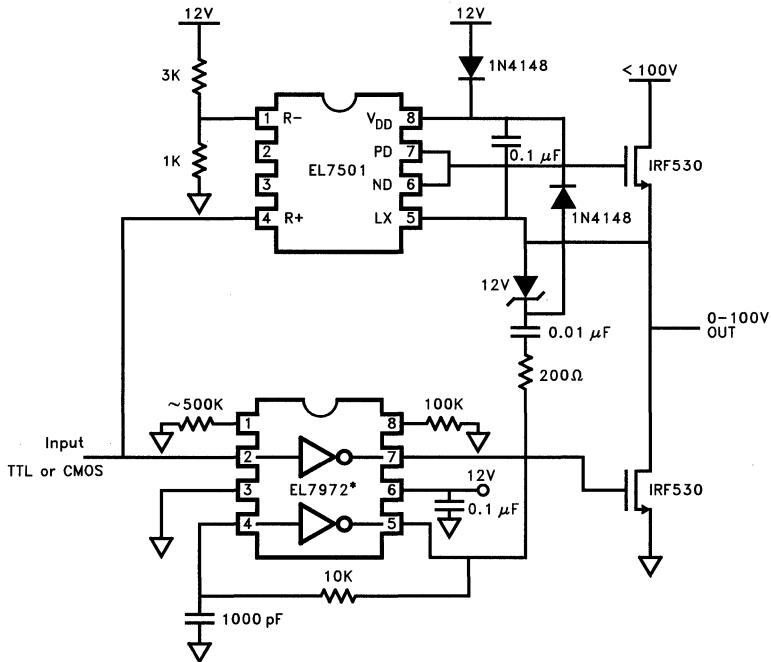 12V
12V
3K
1N4148
< 100V
1 R-
VDD 8
2
PD 7
0.1 μF
IRF530
1K
EL7501
3
ND 6
1N4148
4 R+
LX 5
12V
0-100V
OUT
0.01 μF
200Ω
~500K
100K
1
8
Input
TTL or CMOS
2
7
12V
IRF530
3
EL7972*
6
0.1 μF
4
5
10K
1000 pF